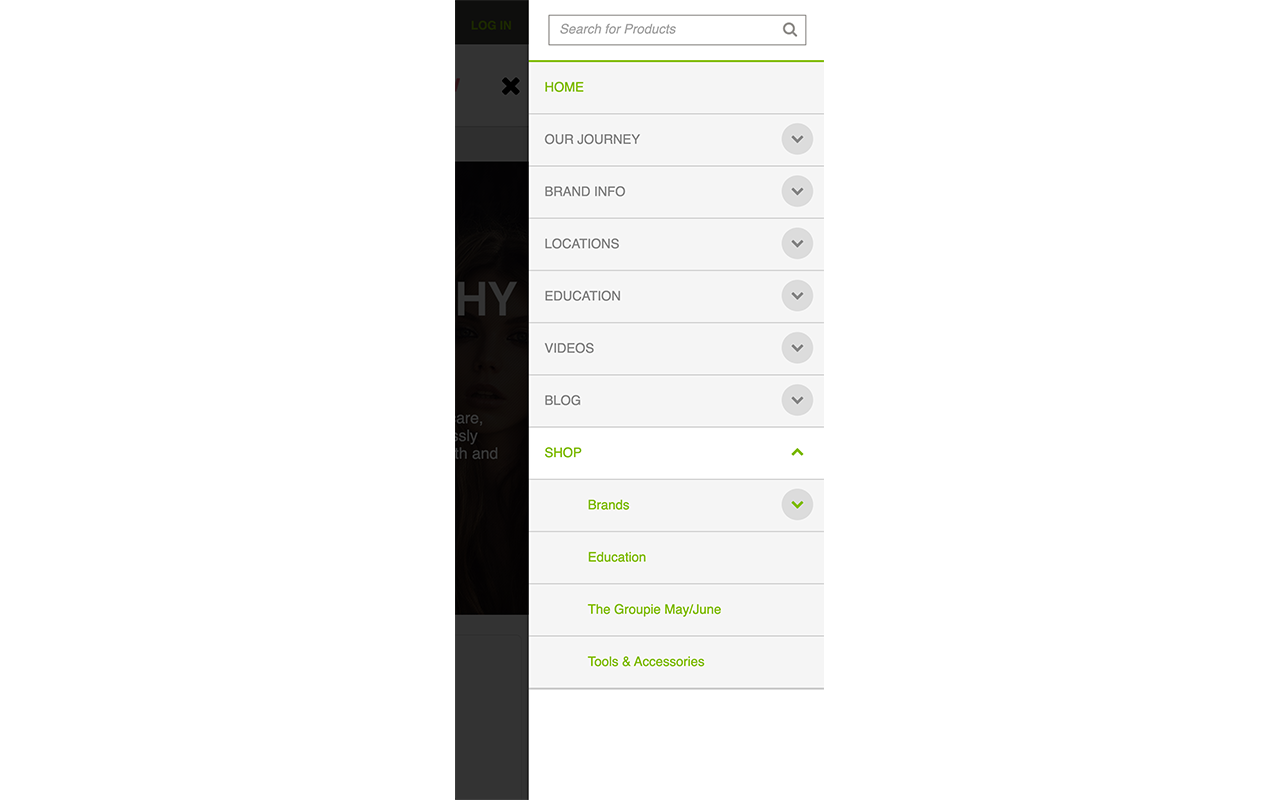 LOG IN
Search for Products
HOME
OUR JOURNEY
BRAND INFO
LOCATIONS
EDUCATION
VIDEOS
BLOG
SHOP
Brands
Education
The Groupie May/June
Tools & Accessories
HY
are,
ssly
th and